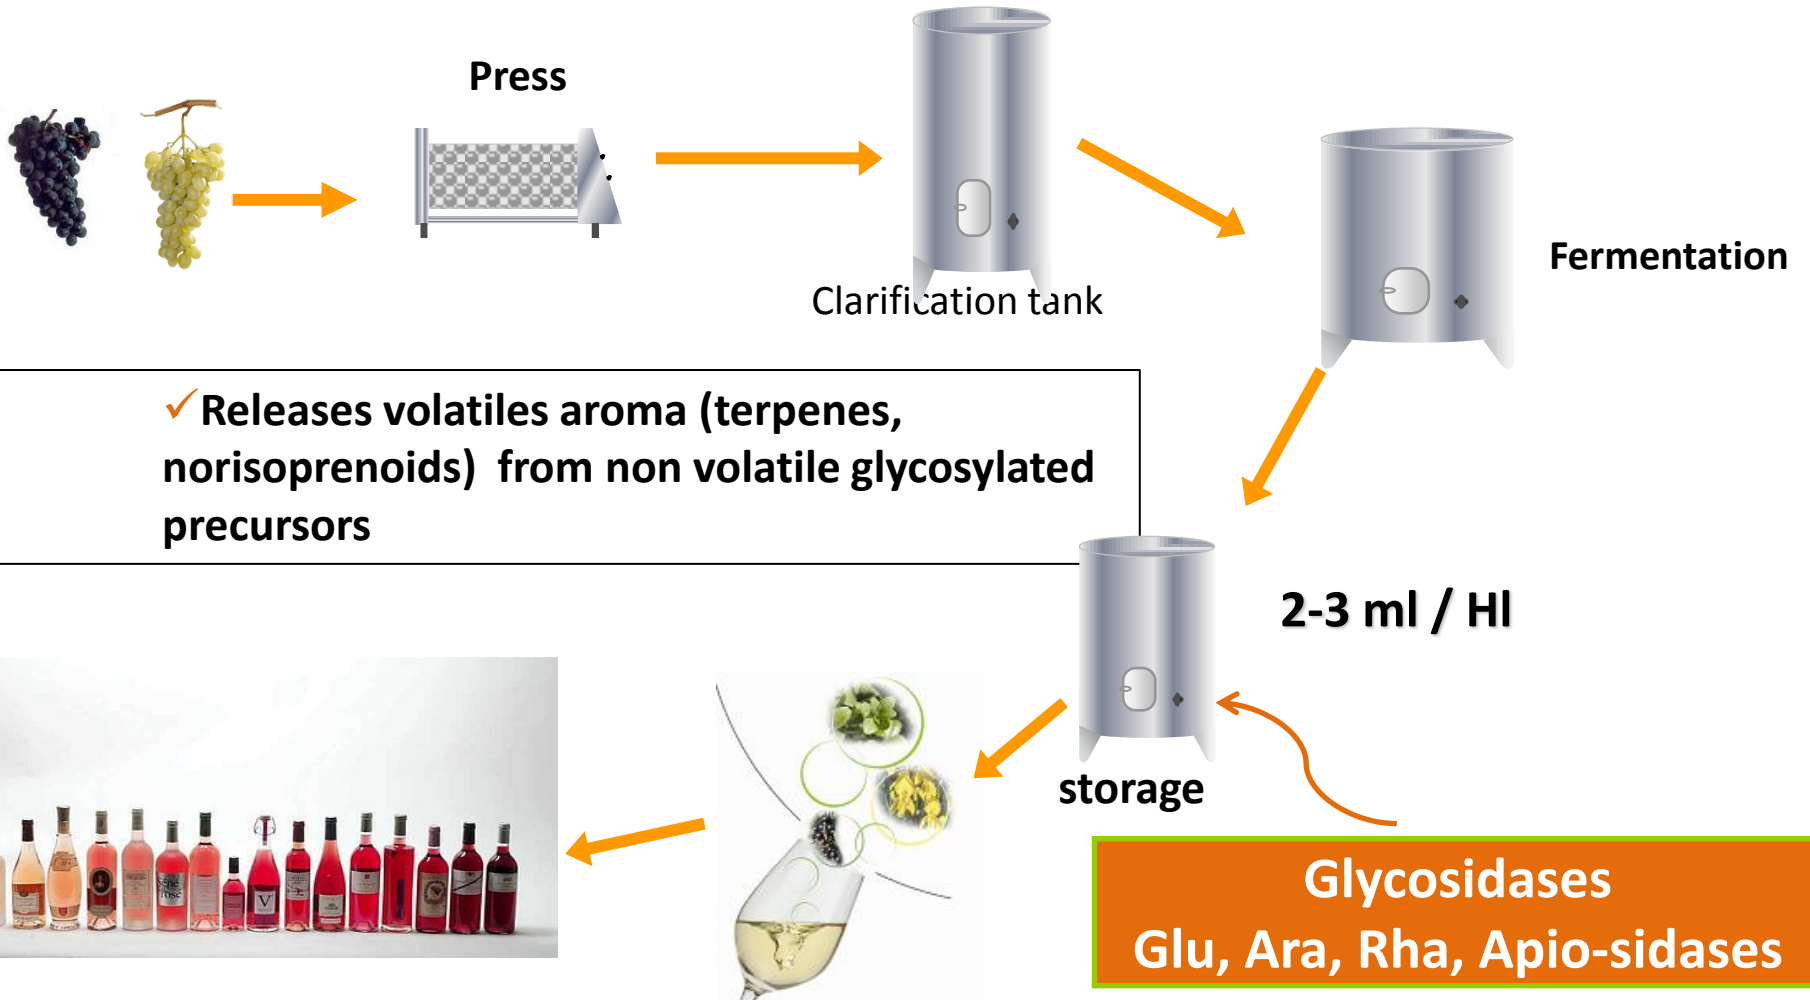 Press
Clarification tank
Fermentation
✓Releases volatiles aroma (terpenes,
norisoprenoids) from non volatile glycosylated
precursors
2-3 ml / Hl
storage
Glycosidases
Glu, Ara, Rha, Apio-sidases
V